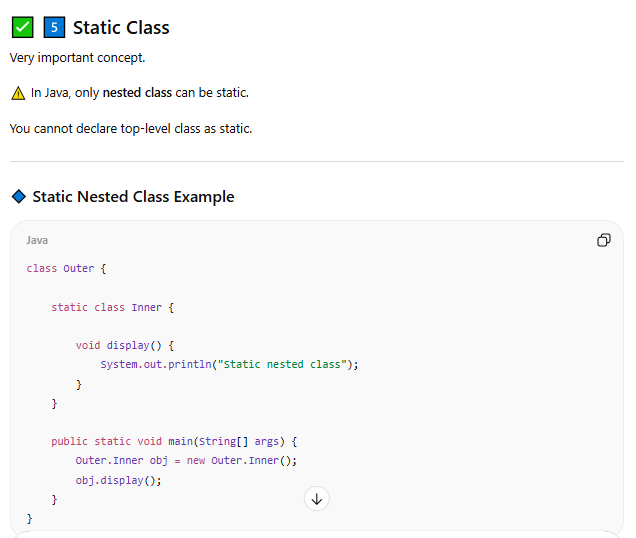 ✅ 5️⃣ Static Class
Very important concept.
⚠️ In Java, only nested class can be static.
You cannot declare top-level class as static.
🔷 Static Nested Class Example
Java
class Outer {
    static class Inner {
        void display() {
            System.out.println("Static nested class");
        }
    }
    public static void main(String[] args) {
        Outer.Inner obj = new Outer.Inner();
        obj.display();
    }
}